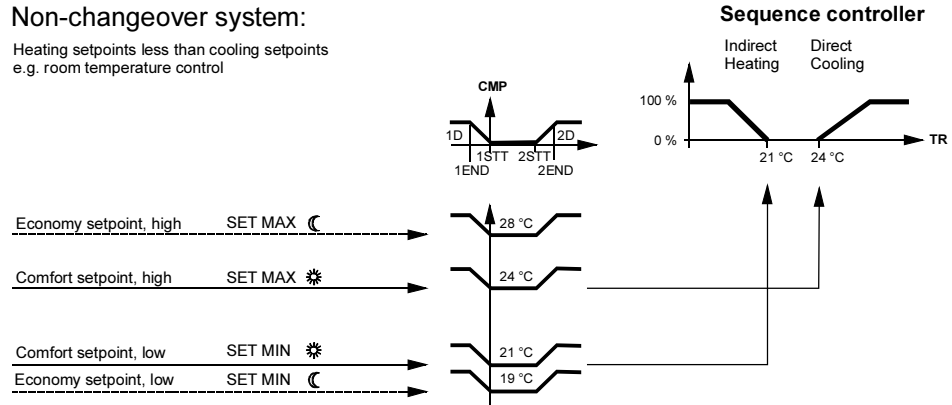 Non-changeover system:
Heating setpoints less than cooling setpoints
e.g. room temperature control
Sequence controller
Indirect
Heating
Direct
Cooling
CMP
100 %
0 %
TR
21 °C
24 °C
1D
2D
1STT
2STT
1END
2END
Economy setpoint, high SET MAX
28 °C
Comfort setpoint, high SET MAX
24 °C
Comfort setpoint, low SET MIN
21 °C
Economy setpoint, low SET MIN
19 °C